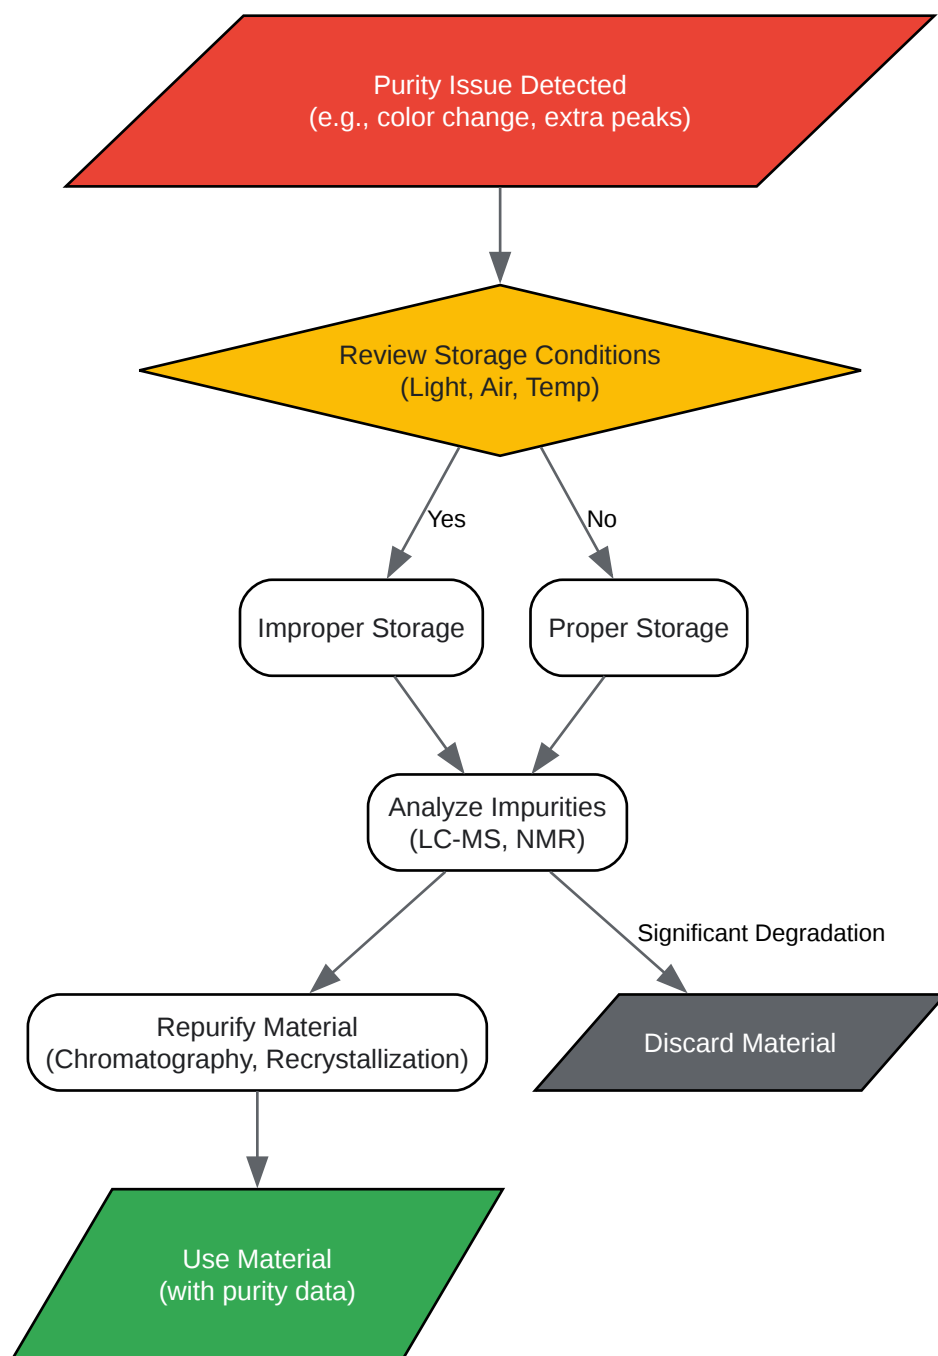 Purity Issue Detected
(e.g., color change, extra peaks)
Review Storage Conditions
(Light, Air, Temp)
Yes
No
Improper Storage
Proper Storage
Analyze Impurities
(LC-MS, NMR)
Significant Degradation
Repurify Material
(Chromatography, Recrystallization)
Discard Material
Use Material
(with purity data)